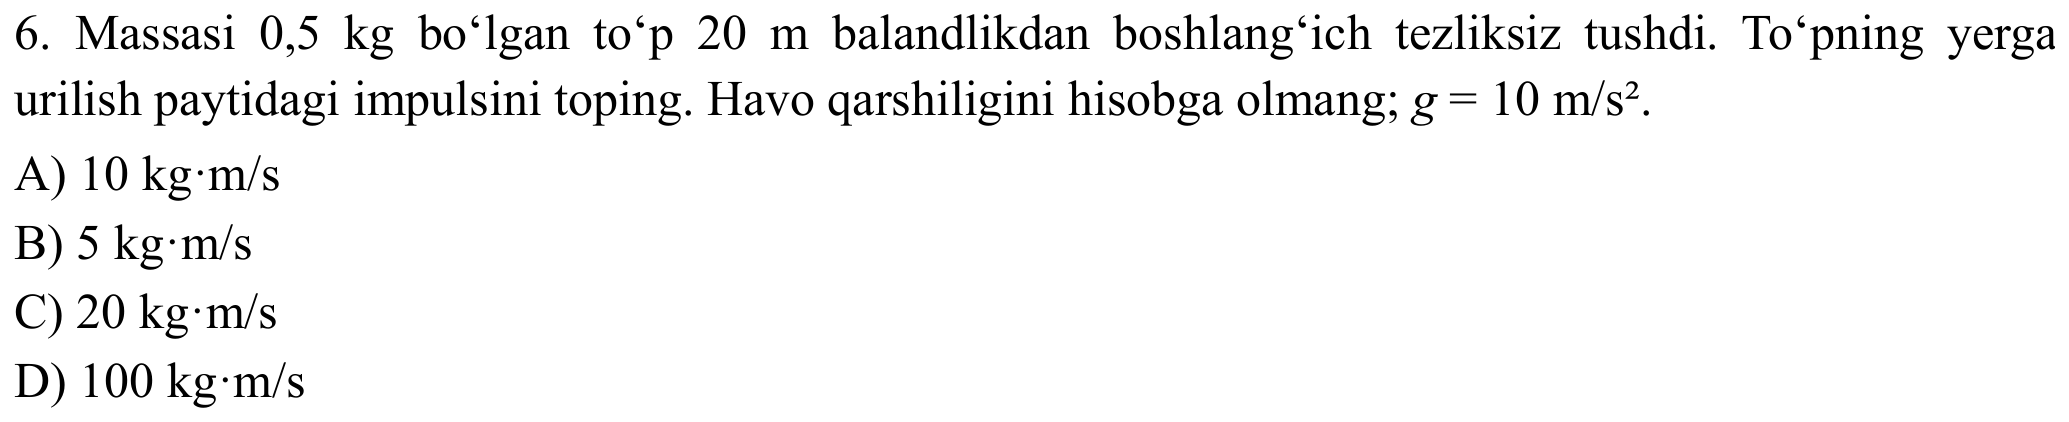 6. Massasi 0,5 kg bo‘lgan to‘p 20 m balandlikdan boshlang‘ich tezliksiz tushdi. To‘pning yerga
urilish paytidagi impulsini toping. Havo qarshiligini hisobga olmang; g = 10 m/s².
A) 10 kg·m/s
B) 5 kg·m/s
C) 20 kg·m/s
D) 100 kg·m/s